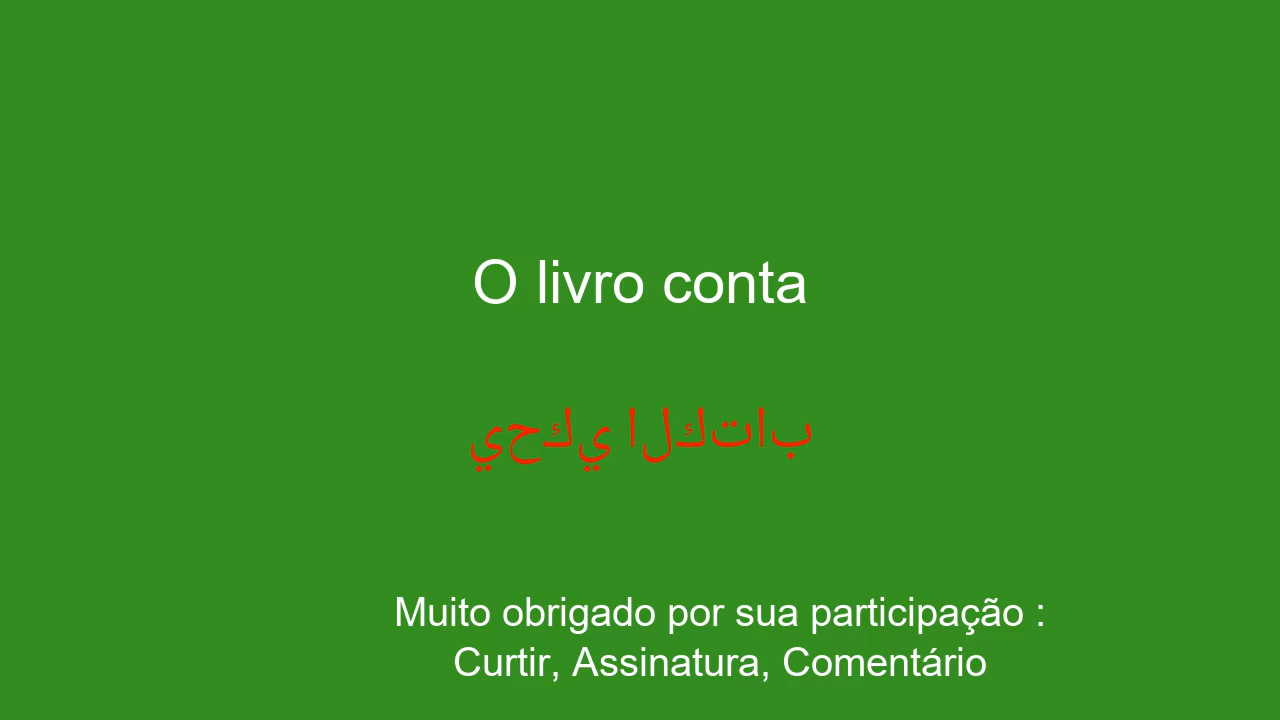 O livro conta
يحكي الكتاب
Muito obrigado por sua participação :
Curtir, Assinatura, Comentário